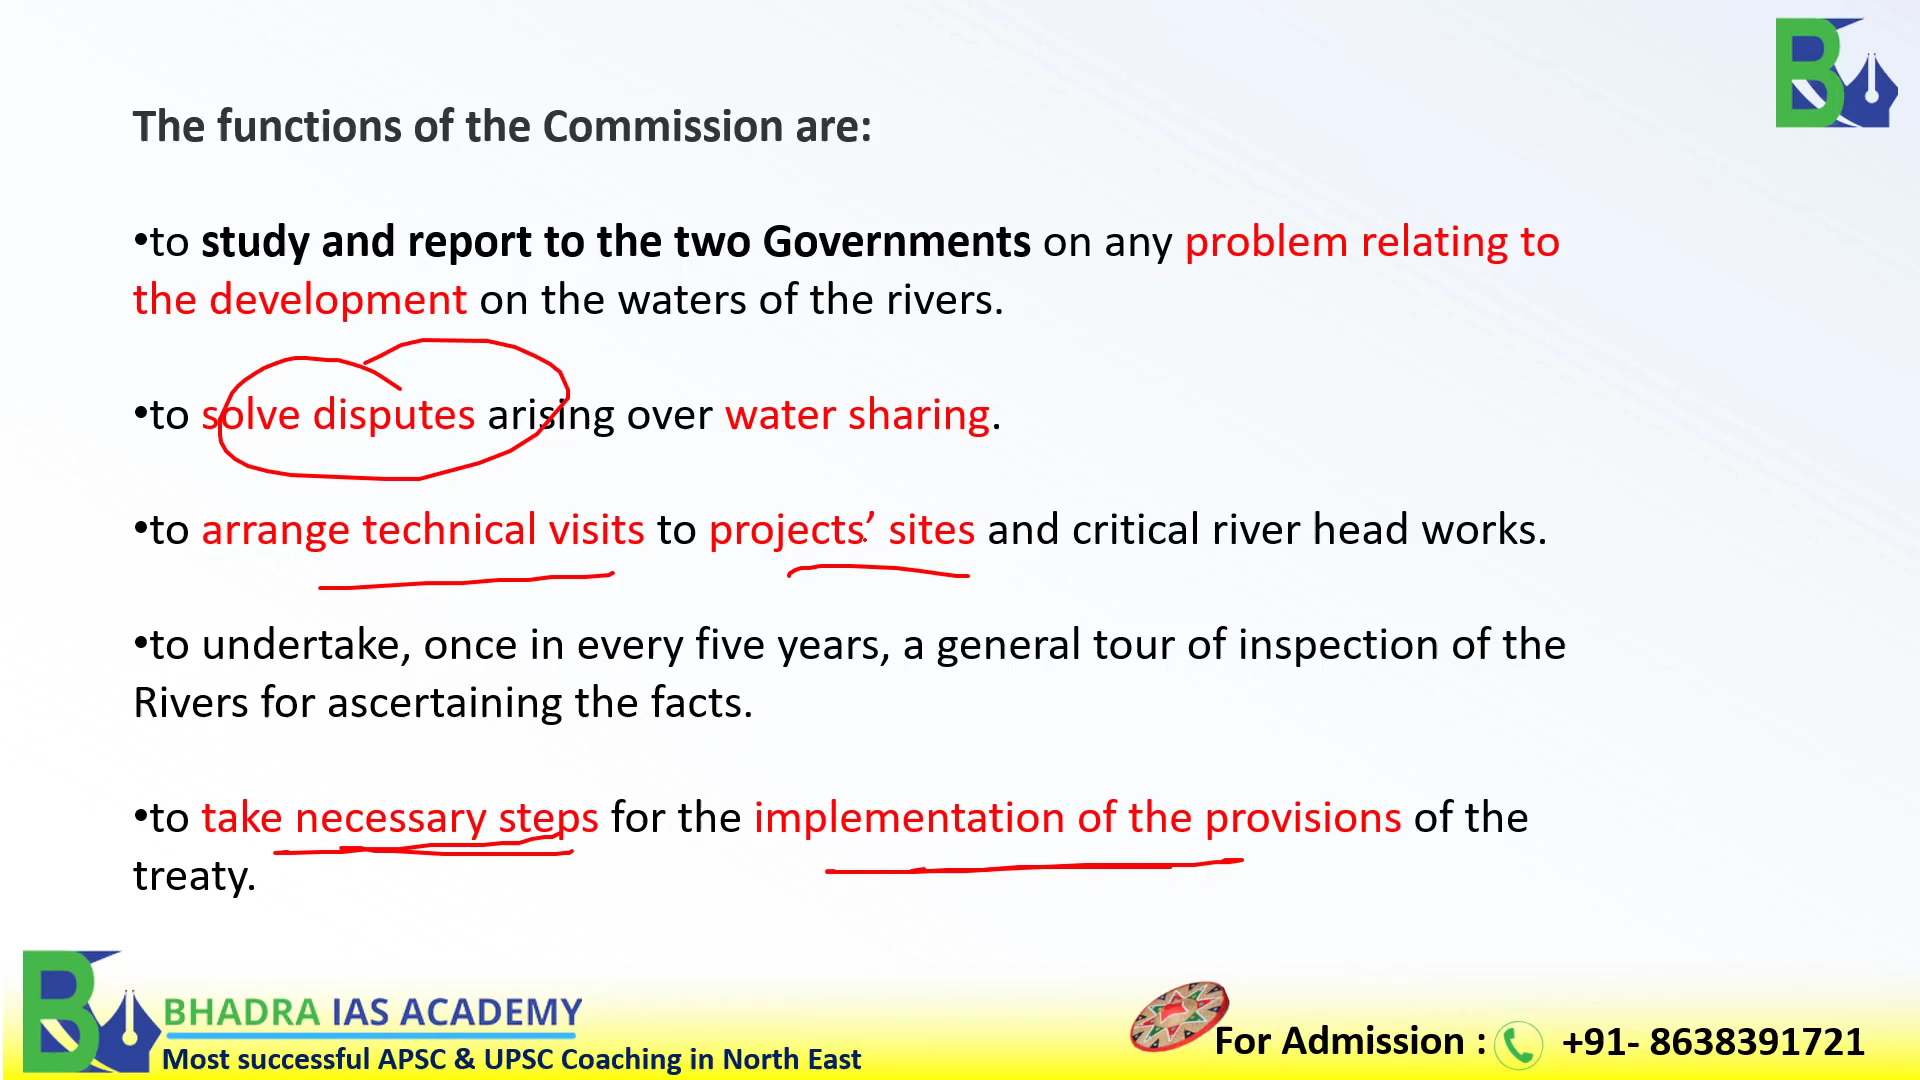 The functions of the Commission are:
•to study and report to the two Governments on any problem relating to
the development on the waters of the rivers.
•to solve disputes arising over water sharing.
•to arrange technical visits to projects’ sites and critical river head works.
•to undertake, once in every five years, a general tour of inspection of the
Rivers for ascertaining the facts.
•to take necessary steps for the implementation of the provisions of the
treaty.
BHADRA IAS ACADEMY
Most successful APSC & UPSC Coaching in North East
For Admission : +91- 8638391721